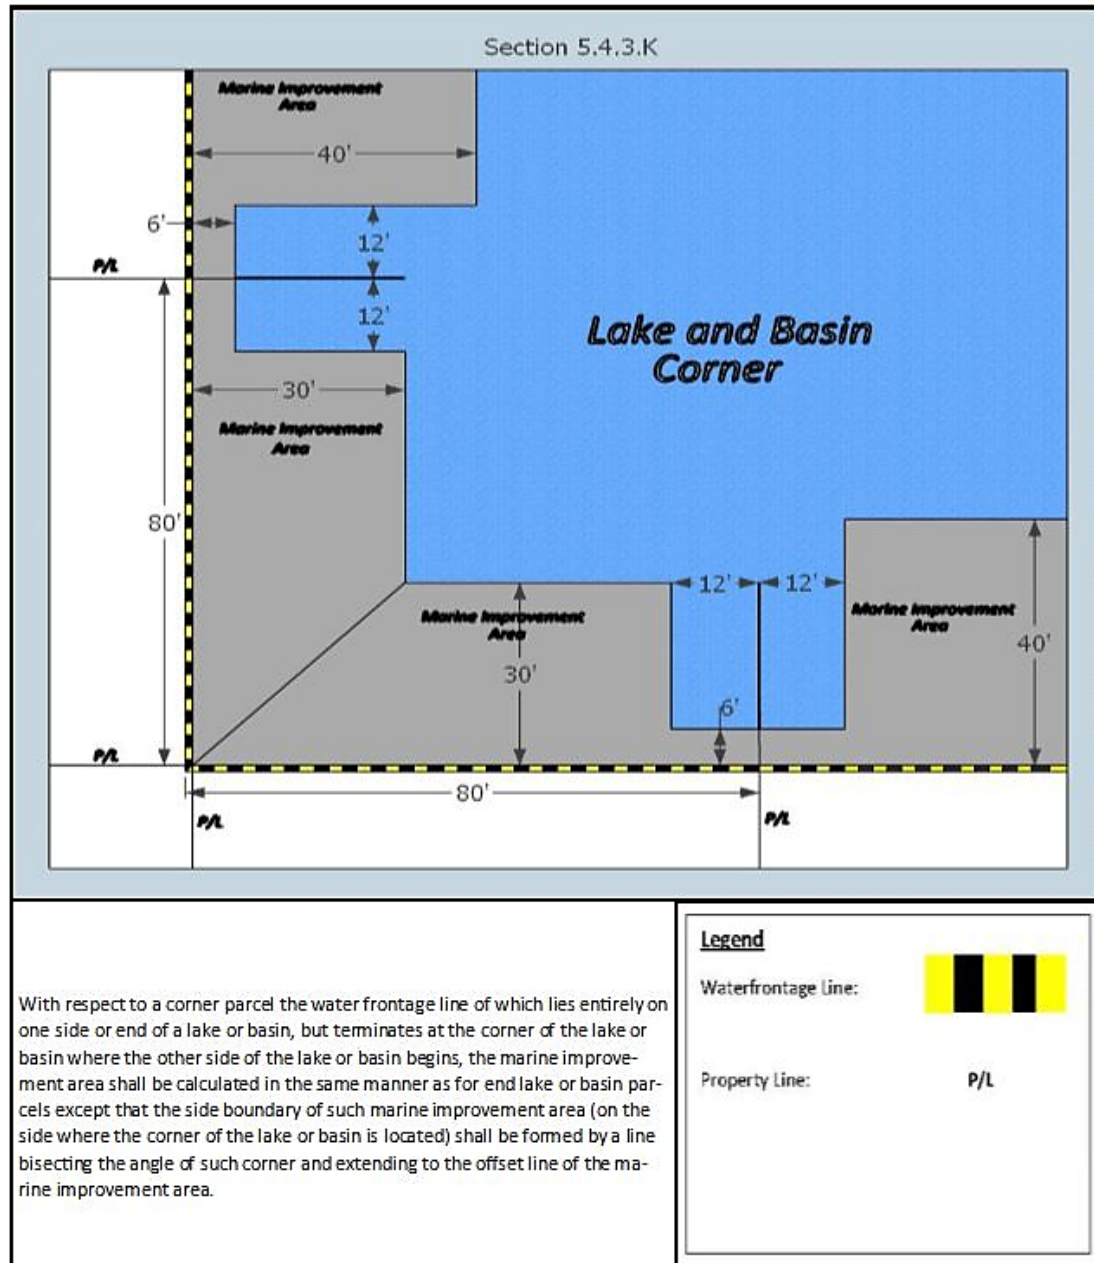 Section 5.4.3.K
Marine Improvement
Area
40'
6'
12'
P/L
12'
Lake and Basin
Corner
30'
Marine Improvement
Area
80'
12' 12'
Marine Improvement
Area
Marine Improvement
Area
40'
30'
6'
P/L
80'
P/L
P/L
With respect to a corner parcel the water frontage line of which lies entirely on
one side or end of a lake or basin, but terminates at the corner of the lake or
basin where the other side of the lake or basin begins, the marine improve-
ment area shall be calculated in the same manner as for end lake or basin par-
cels except that the side boundary of such marine improvement area (on the
side where the corner of the lake or basin is located) shall be formed by a line
bisecting the angle of such corner and extending to the offset line of the ma-
rine improvement area.
Legend
Waterfrontage Line:
Property Line: P/L